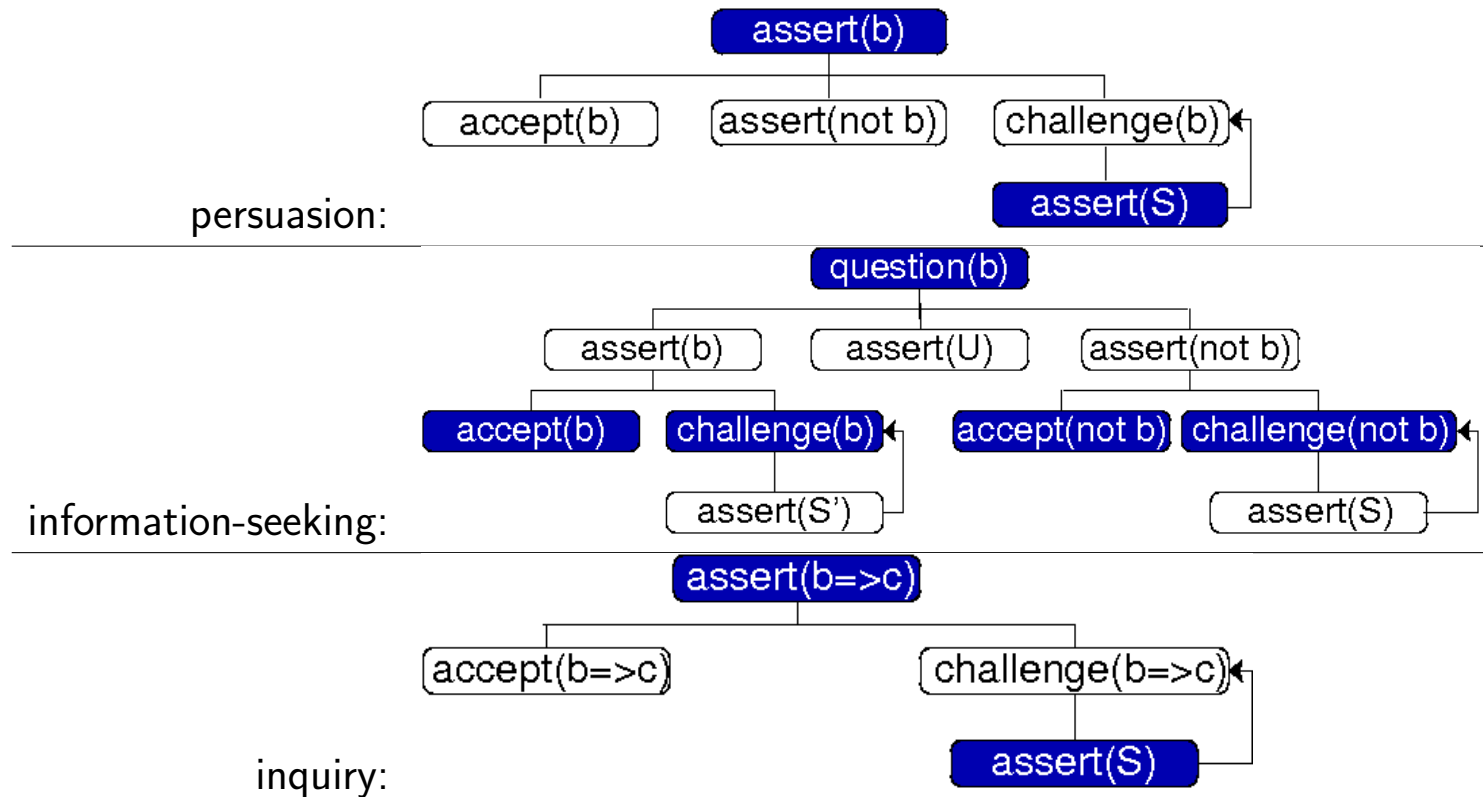 assert(b)
accept(b) assert(not b) challenge(b)
assert(S)
persuasion:
question(b)
assert(b) assert(U) assert(not b)
accept(b) challenge(b) accept(not b) challenge(not b)
assert(S') assert(S)
information-seeking:
assert(b=>c)
accept(b=>c) challenge(b=>c)
assert(S)
inquiry: